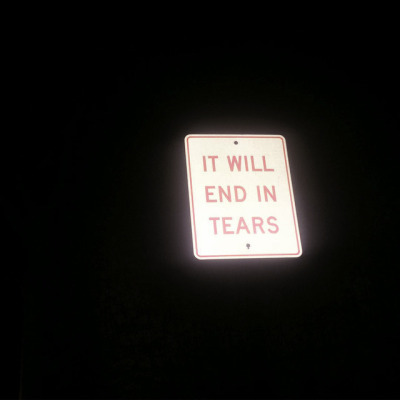 IT WILL
END IN
TEARS